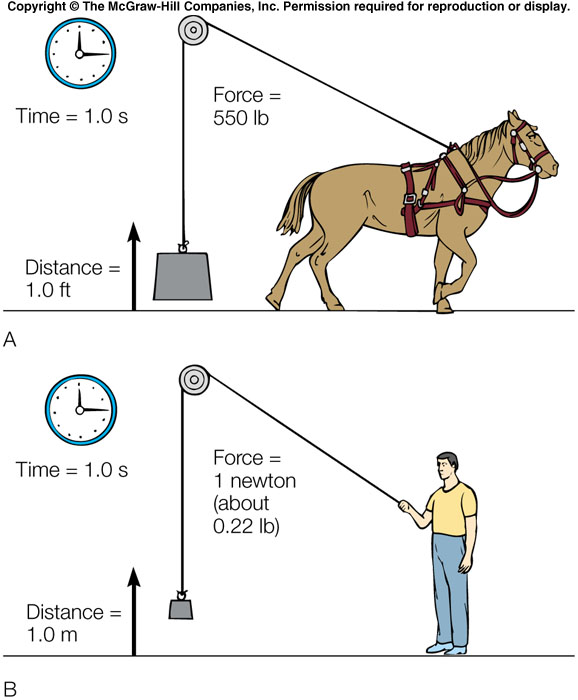 Copyright © The McGraw-Hill Companies, Inc. Permission required for reproduction or display.
Time = 1.0 s
Force =
550 lb
Distance =
1.0 ft
A
Time = 1.0 s
Force =
1 newton
(about
0.22 lb)
Distance =
1.0 m
B